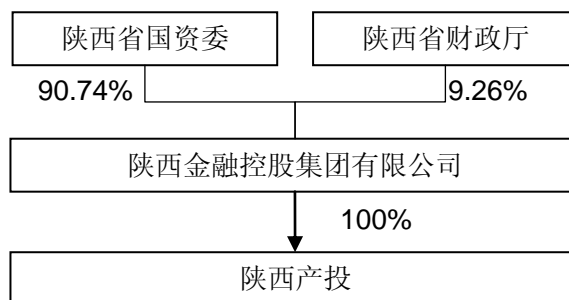 陕西省国资委
陕西省财政厅
90.74%
9.26%
陕西金融控股集团有限公司
100%
陕西产投